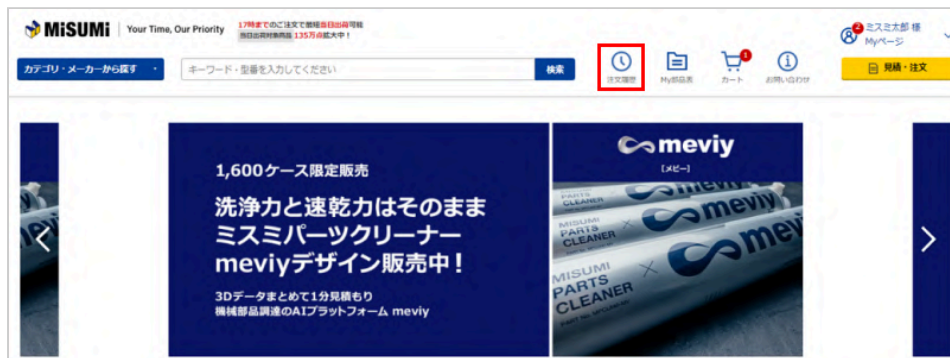 MiSUMi Your Time, Our Priority
17時までのご注文で最短当日出荷可能
当日出荷対象商品 135万点拡大中！
2
ミスミ太郎 様
Myページ
カテゴリ・メーカーから探す
キーワード・型番を入力してください
検索
注文履歴
My部品表
1
カート
お問い合わせ
見積・注文
1,600ケース限定販売
洗浄力と速乾力はそのまま
ミスミパーツクリーナー
meviyデザイン販売中！
3Dデータまとめて1分見積もり
機械部品調達のAIプラットフォーム meviy
meviy
[メビー]
PARTS
CLEANER
meviy
MISUMI
PARTS
CLEANER
×
meviy
MISUMI
PARTS
CLEANER
×
mev